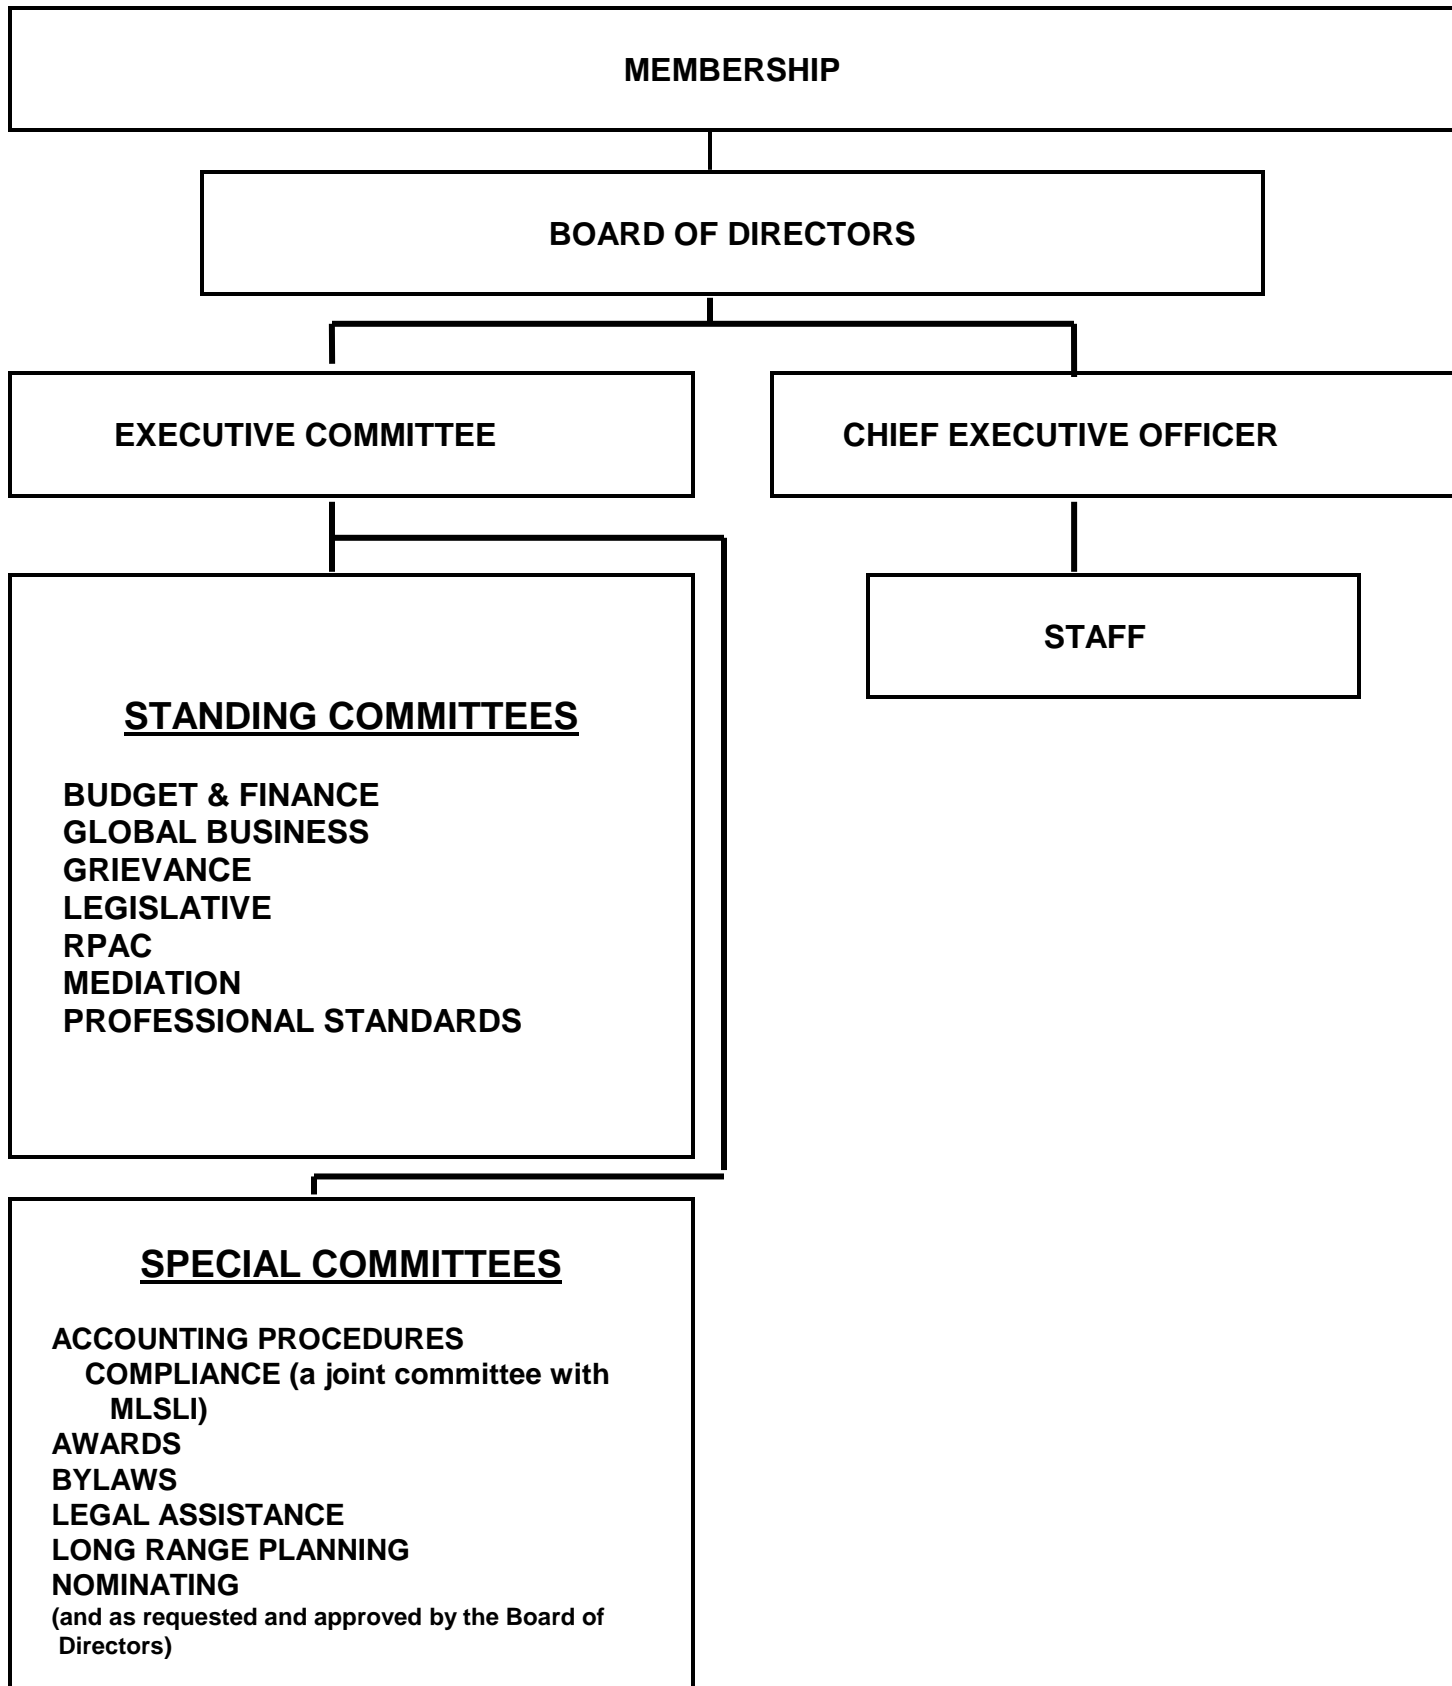 MEMBERSHIP
BOARD OF DIRECTORS
EXECUTIVE COMMITTEE
CHIEF EXECUTIVE OFFICER
STAFF
STANDING COMMITTEES
BUDGET & FINANCE
GLOBAL BUSINESS
GRIEVANCE
LEGISLATIVE
RPAC
MEDIATION
PROFESSIONAL STANDARDS
SPECIAL COMMITTEES
ACCOUNTING PROCEDURES
COMPLIANCE (a joint committee with
MLSLI)
AWARDS
BYLAWS
LEGAL ASSISTANCE
LONG RANGE PLANNING
NOMINATING
(and as requested and approved by the Board of
Directors)